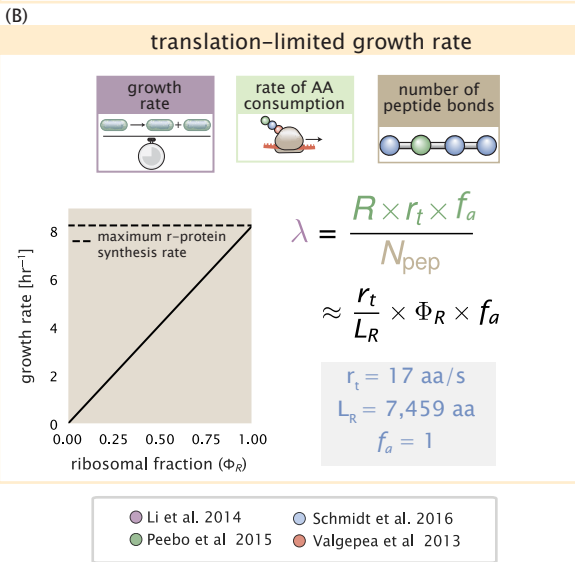 (B)
translation-limited growth rate
growth rate
rate of AA consumption
number of peptide bonds
λ = R × r_t × f_a / N_pep
≈ r_t / L_R × Φ_R × f_a
r_t = 17 aa/s
L_R = 7,459 aa
f_a = 1
growth rate [hr⁻¹]
8
6
4
2
0
maximum r-protein
synthesis rate
0.00 0.25 0.50 0.75 1.00
ribosomal fraction (Φ_R)
Li et al. 2014
Schmidt et al. 2016
Peebo et al 2015
Valgepea et al 2013